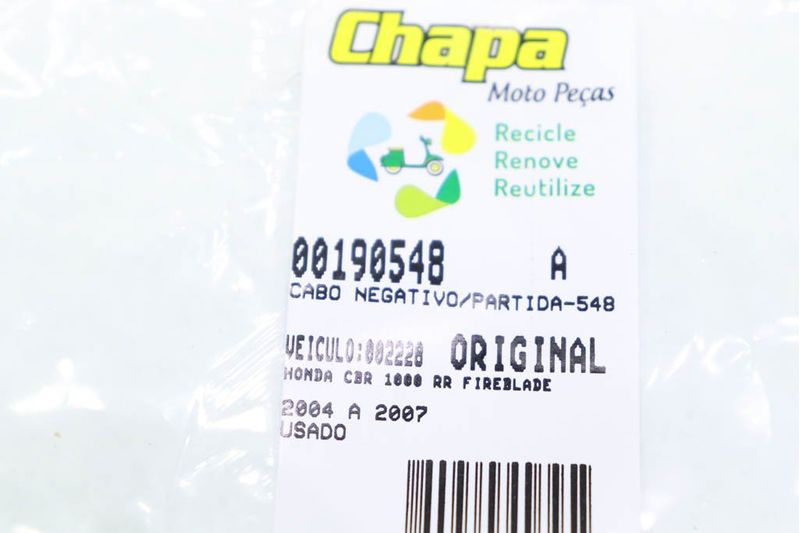 Chapa
Moto Peças
Recicle
Renove
Reutilize
00190548 A
CABO NEGATIVO/PARTIDA-548
VEICULO:002228 ORIGINAL
HONDA CBR 1000 RR FIREBLADE
2004 A 2007
USADO